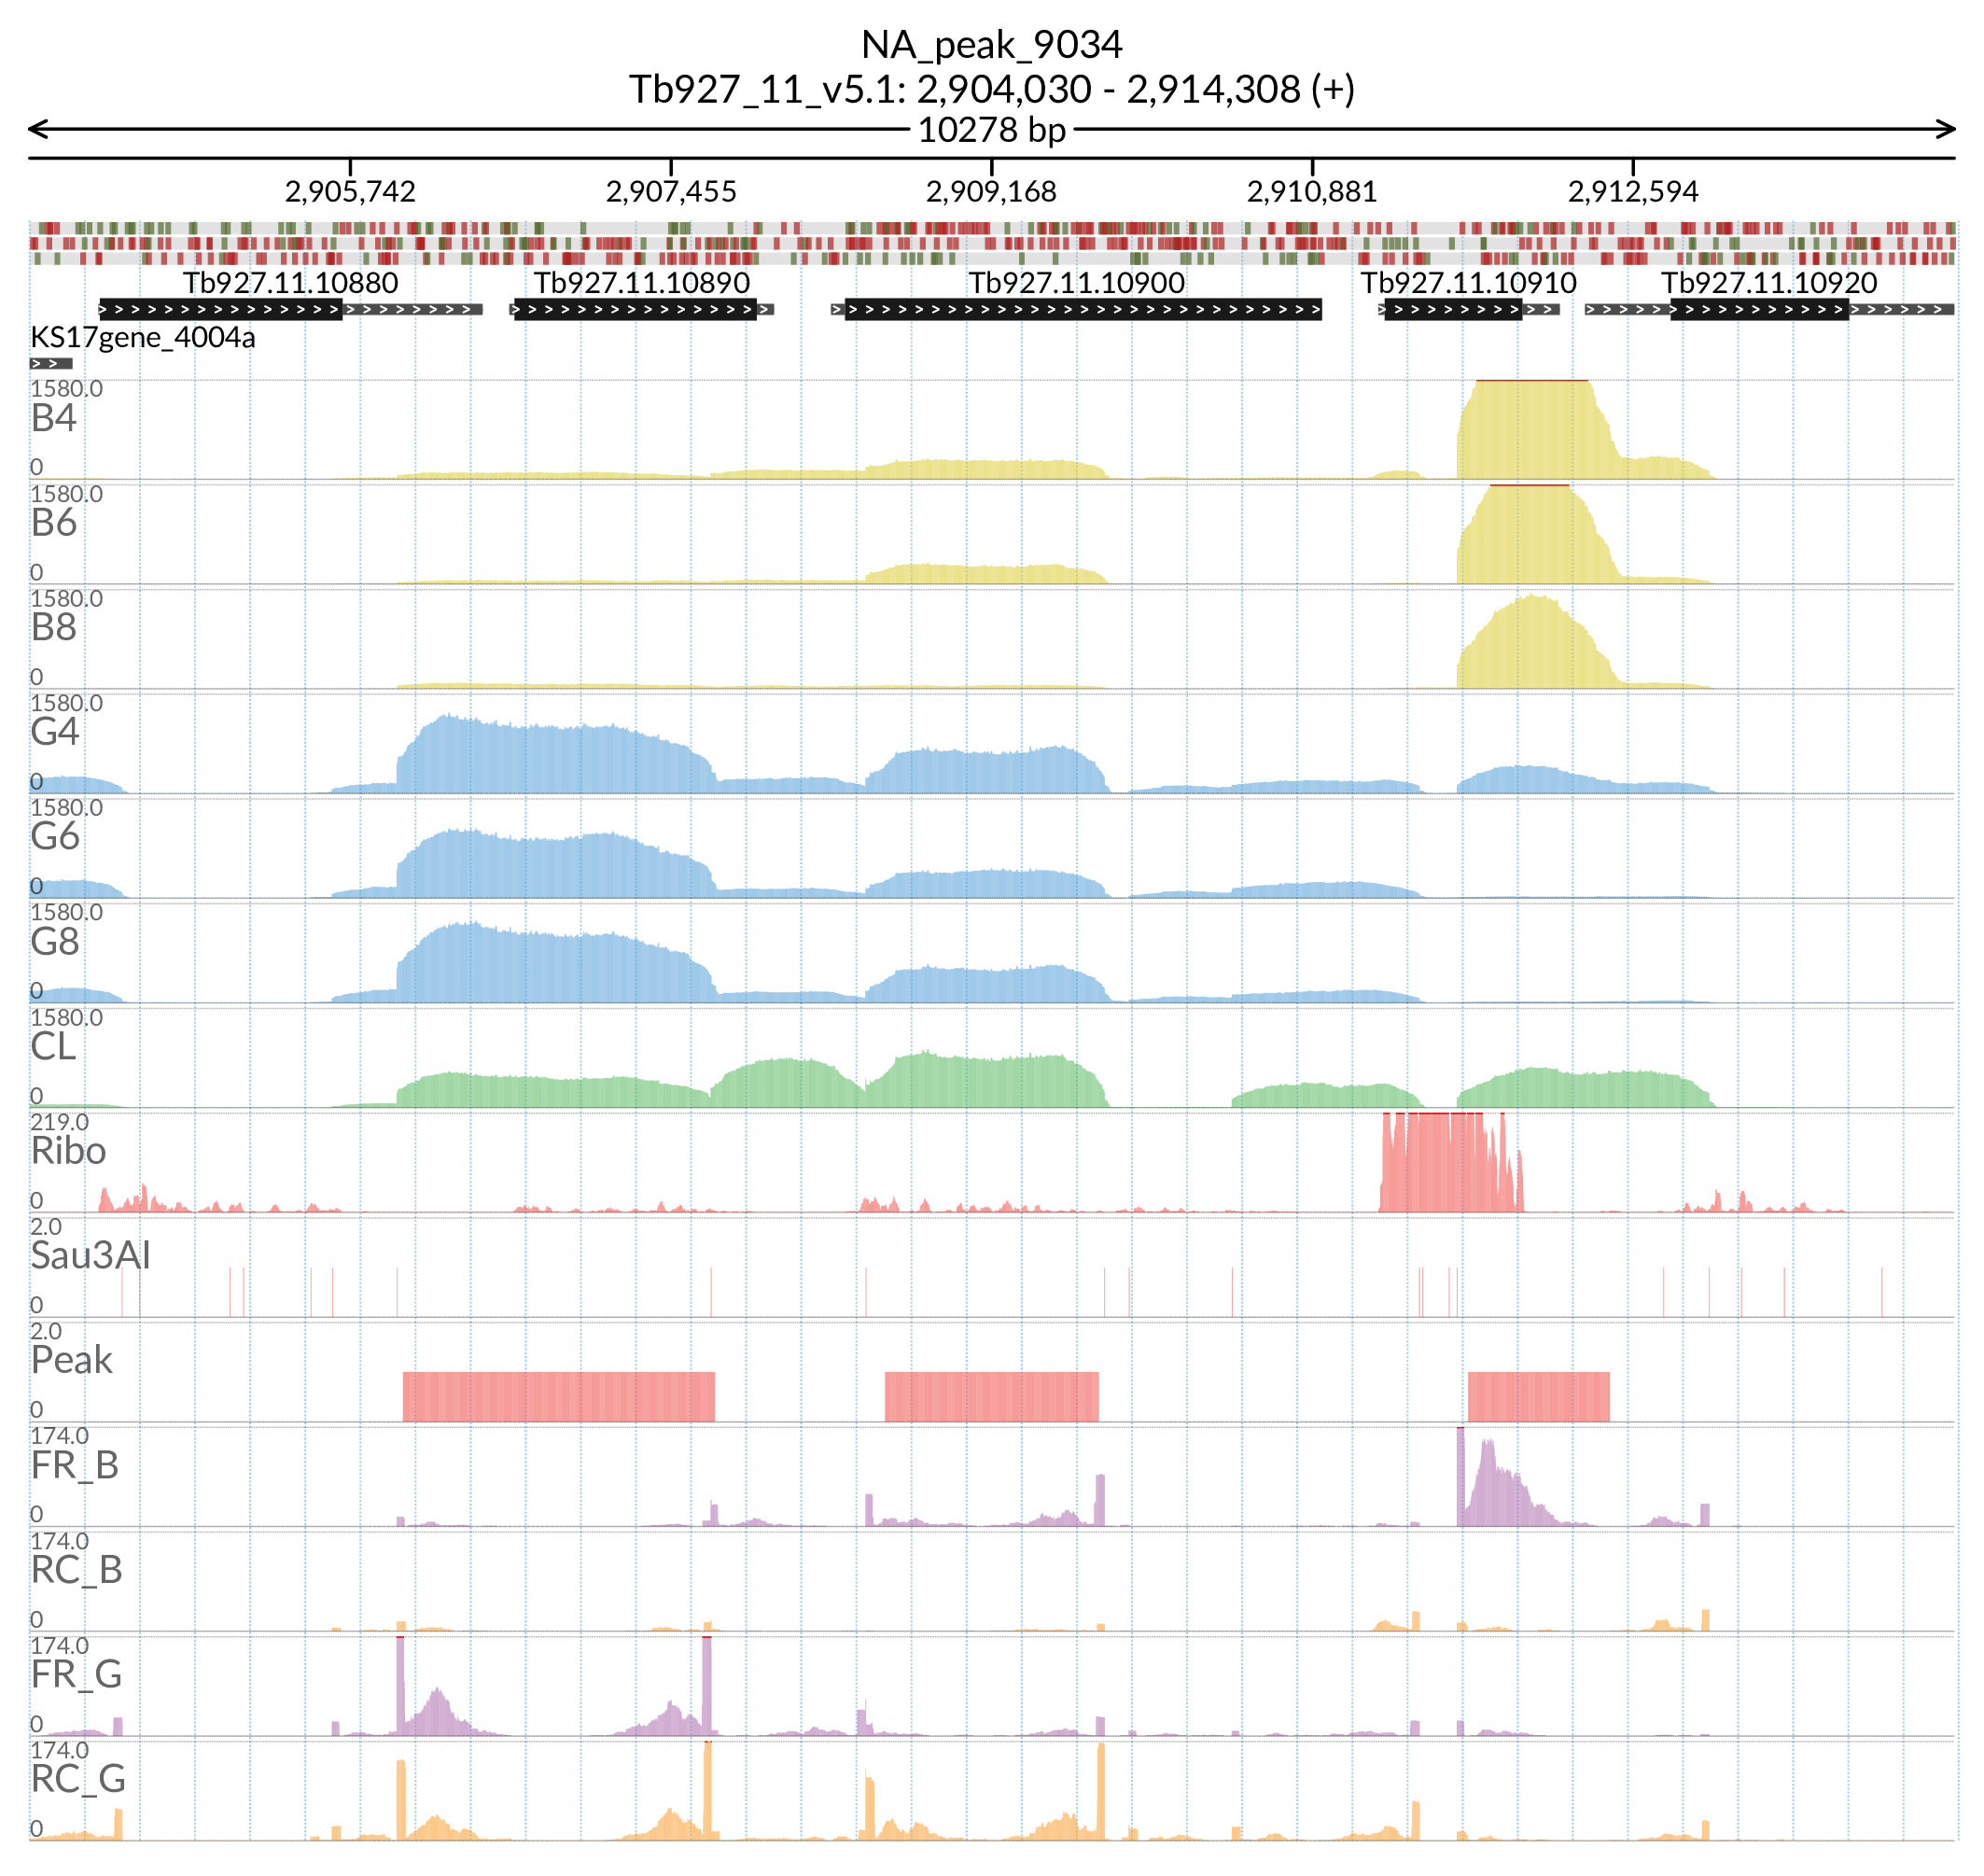 NA_peak_9034
Tb927_11_v5.1: 2,904,030 - 2,914,308 (+)
10278 bp
2,905,742 2,907,455 2,909,168 2,910,881 2,912,594
Tb927.11.10880 Tb927.11.10890 Tb927.11.10900 Tb927.11.10910 Tb927.11.10920
KS17gene_4004a
1580.0
B4
0
1580.0
B6
0
1580.0
B8
0
1580.0
G4
0
1580.0
G6
0
1580.0
G8
0
1580.0
CL
0
219.0
Ribo
0
2.0
Sau3AI
0
2.0
Peak
0
174.0
FR_B
0
174.0
RC_B
0
174.0
FR_G
0
174.0
RC_G
0